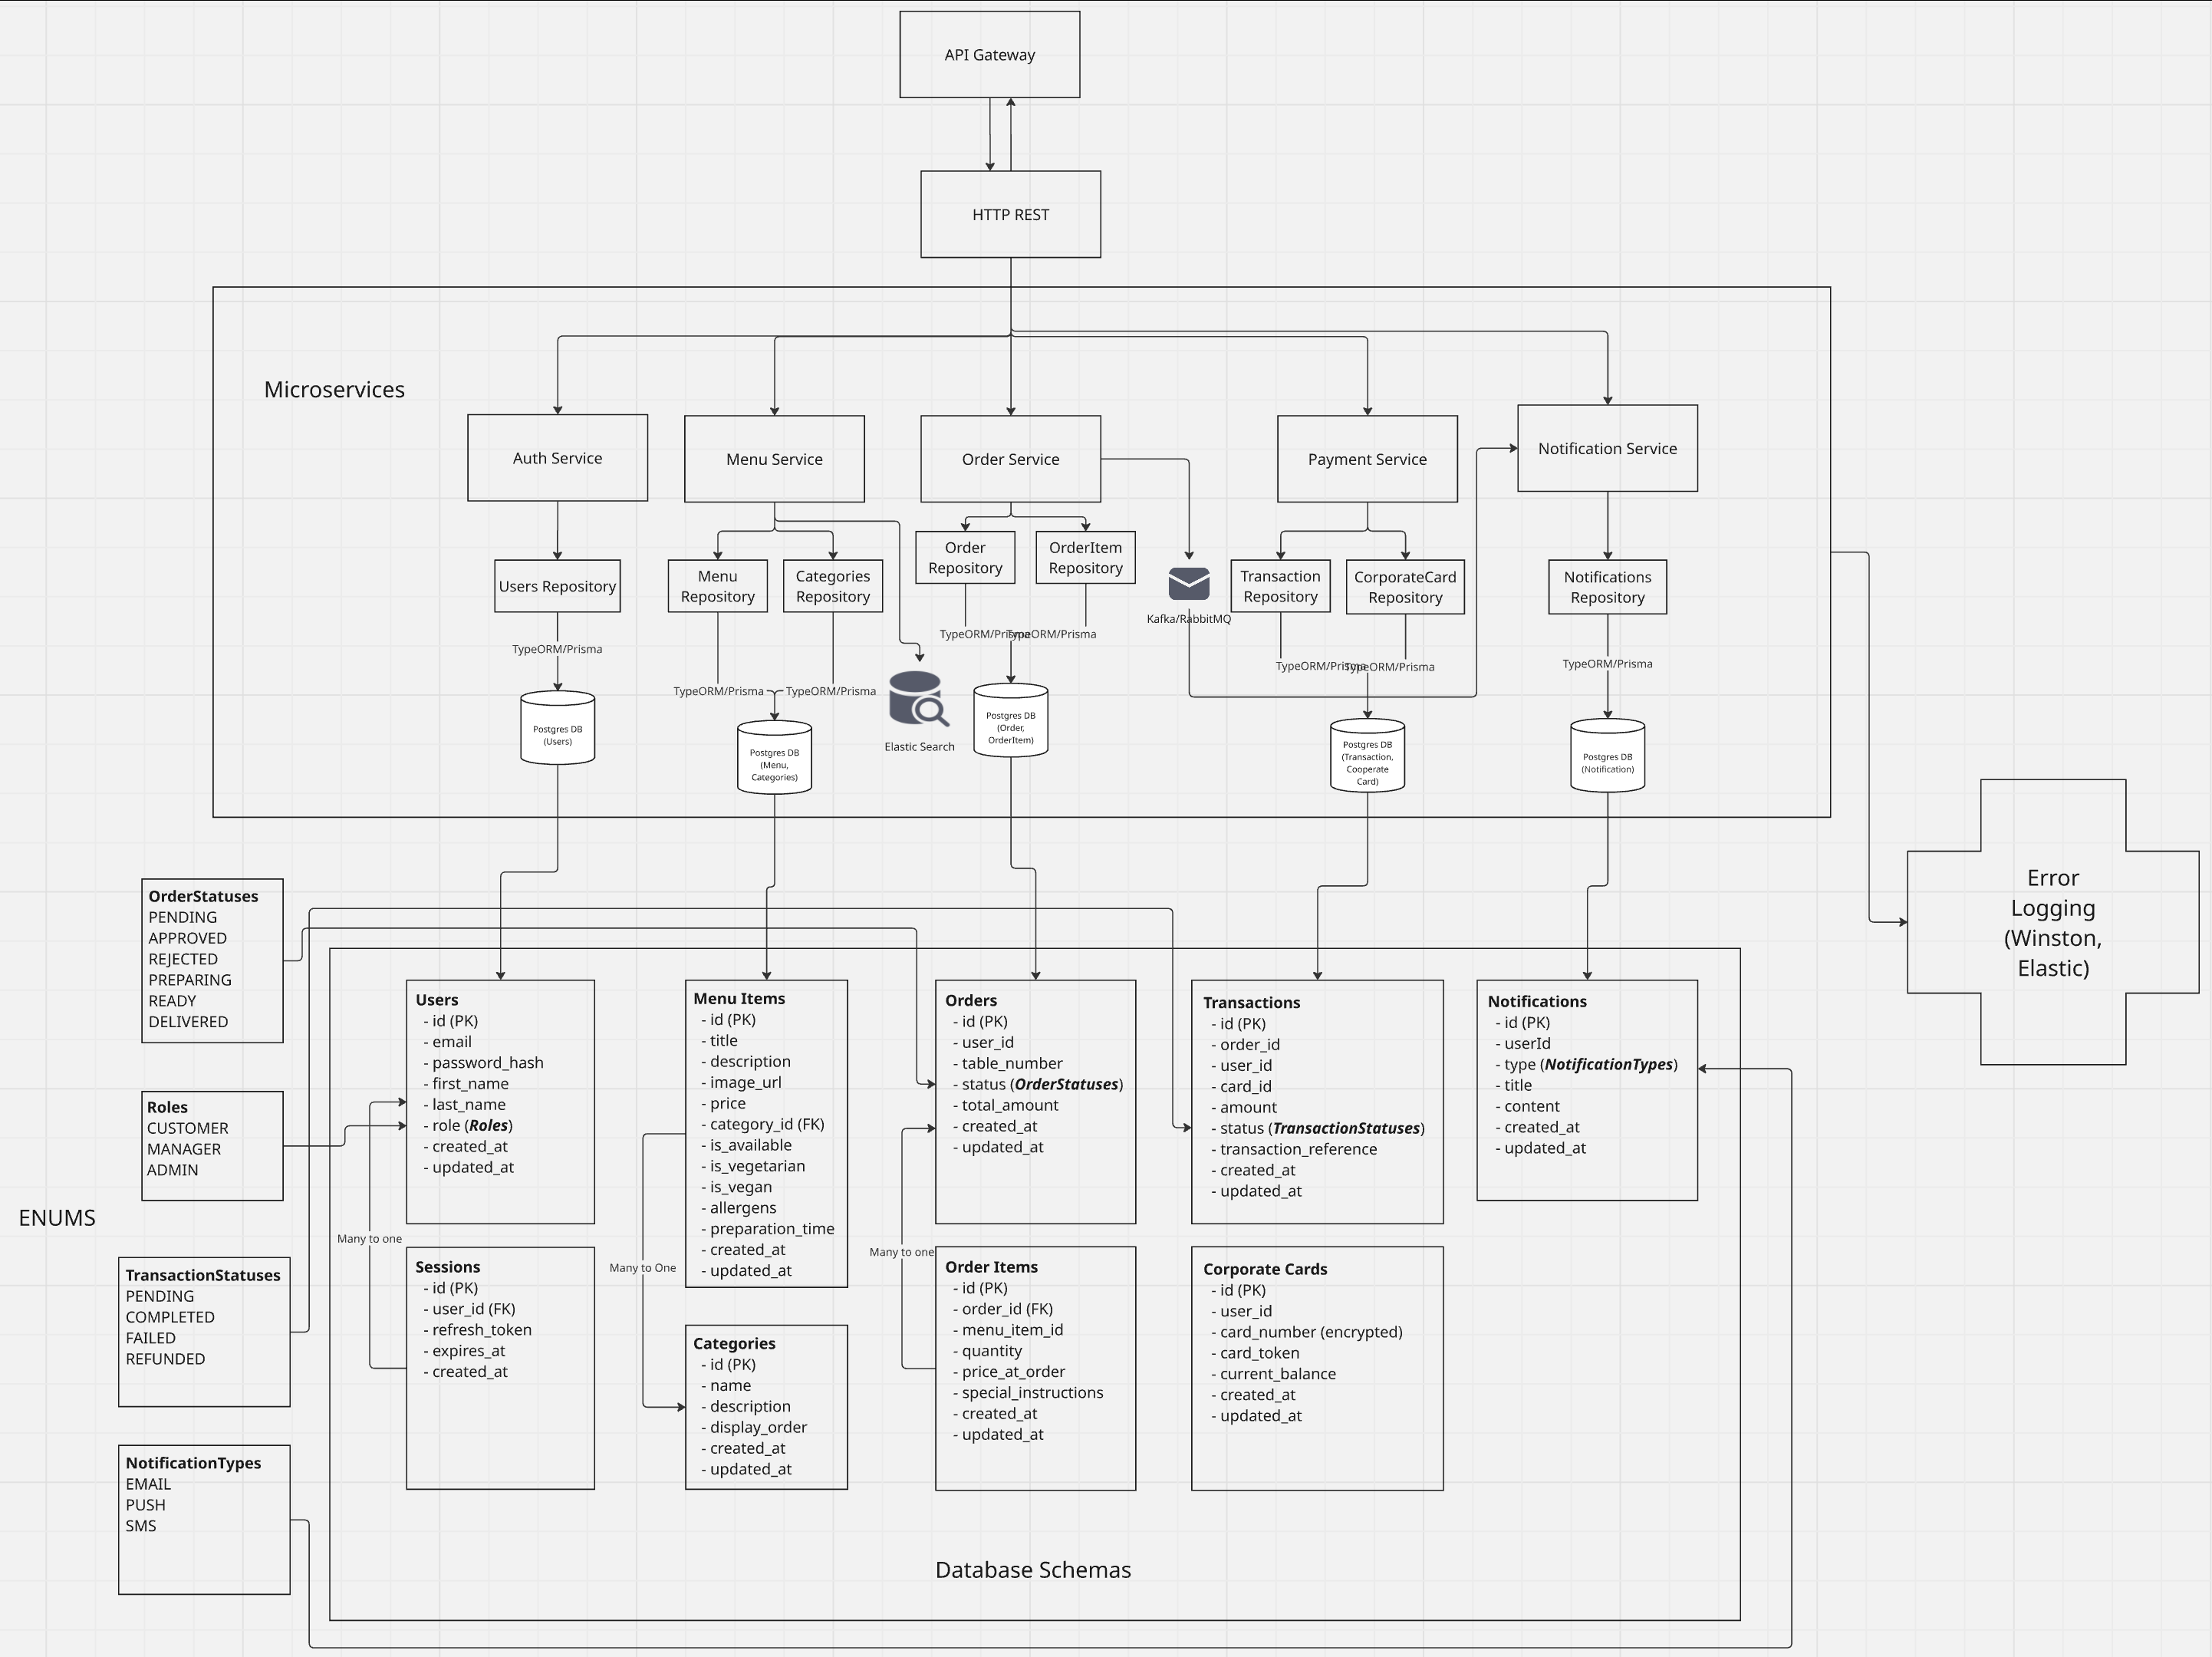 API Gateway
HTTP REST
Microservices
Auth Service
Menu Service
Order Service
Payment Service
Notification Service
Users Repository
Menu
Repository
Categories
Repository
Order
Repository
OrderItem
Repository
Kafka/RabbitMQ
Transaction
Repository
CorporateCard
Repository
Notifications
Repository
TypeORM/Prisma
TypeORM/Prisma
TypeORM/Prisma
TypeORM/Prisma
TypeORM/Prisma
TypeORM/Prisma
TypeORM/Prisma
TypeORM/Prisma
Postgres DB
(Users)
Postgres DB
(Menu,
Categories)
Elastic Search
Postgres DB
(Order,
OrderItem)
Postgres DB
(Transaction,
Cooperate
Card)
Postgres DB
(Notification)
Error
Logging
(Winston,
Elastic)
ENUMS
OrderStatuses
PENDING
APPROVED
REJECTED
PREPARING
READY
DELIVERED
Roles
CUSTOMER
MANAGER
ADMIN
TransactionStatuses
PENDING
COMPLETED
FAILED
REFUNDED
NotificationTypes
EMAIL
PUSH
SMS
Users
- id (PK)
- email
- password_hash
- first_name
- last_name
- role (Roles)
- created_at
- updated_at
Many to one
Sessions
- id (PK)
- user_id (FK)
- refresh_token
- expires_at
- created_at
Menu Items
- id (PK)
- title
- description
- image_url
- price
- category_id (FK)
- is_available
- is_vegetarian
- is_vegan
- allergens
- preparation_time
- created_at
- updated_at
Many to One
Categories
- id (PK)
- name
- description
- display_order
- created_at
- updated_at
Orders
- id (PK)
- user_id
- table_number
- status (OrderStatuses)
- total_amount
- created_at
- updated_at
Many to one
Order Items
- id (PK)
- order_id (FK)
- menu_item_id
- quantity
- price_at_order
- special_instructions
- created_at
- updated_at
Transactions
- id (PK)
- order_id
- user_id
- card_id
- amount
- status (TransactionStatuses)
- transaction_reference
- created_at
- updated_at
Corporate Cards
- id (PK)
- user_id
- card_number (encrypted)
- card_token
- current_balance
- created_at
- updated_at
Notifications
- id (PK)
- userId
- type (NotificationTypes)
- title
- content
- created_at
- updated_at
Database Schemas